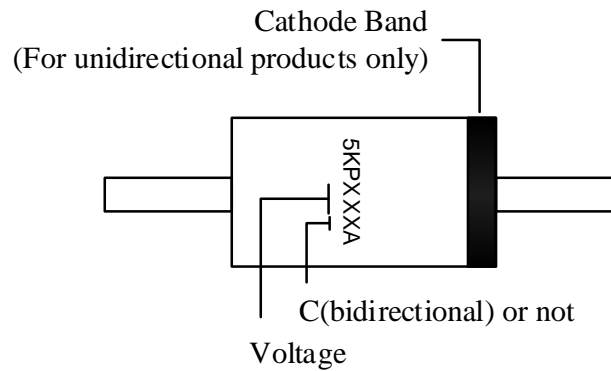 Cathode Band
(For unidirectional products only)
5KPXXXA
C(bidirectional) or not
Voltage